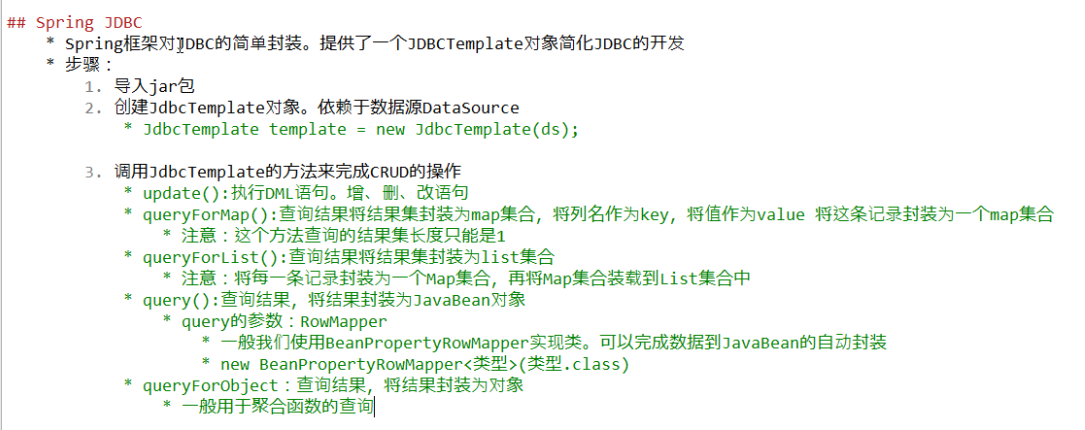 ## Spring JDBC
* Spring框架对JDBC的简单封装。提供了一个JDBCTemplate对象简化JDBC的开发
* 步骤：
1. 导入jar包
2. 创建JdbcTemplate对象。依赖于数据源DataSource
* JdbcTemplate template = new JdbcTemplate(ds);
3. 调用JdbcTemplate的方法来完成CRUD的操作
* update():执行DML语句。增、删、改语句
* queryForMap():查询结果将结果集封装为map集合，将列名作为key，将值作为value 将这条记录封装为一个map集合
* 注意：这个方法查询的结果集长度只能是1
* queryForList():查询结果将结果集封装为list集合
* 注意：将每一条记录封装为一个Map集合，再将Map集合装载到List集合中
* query():查询结果，将结果封装为JavaBean对象
* query的参数：RowMapper
* 一般我们使用BeanPropertyRowMapper实现类。可以完成数据到JavaBean的自动封装
* new BeanPropertyRowMapper<类型>(类型.class)
* queryForObject：查询结果，将结果封装为对象
* 一般用于聚合函数的查询